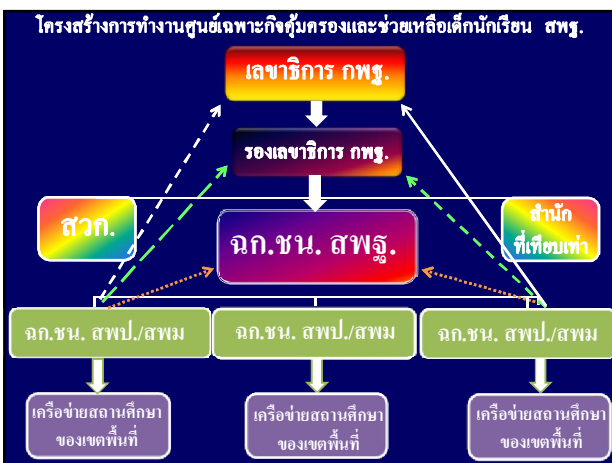 โครงสร้างการทำงานศูนย์เฉพาะกิจคุ้มครองและช่วยเหลือเด็กนักเรียน สพฐ.
เลขาธิการ กพฐ.
รองเลขาธิการ กพฐ.
สวก.
สำนัก
ที่เทียบเท่า
ฉก.ชน. สพฐ.
ฉก.ชน. สพป./สพม
ฉก.ชน. สพป./สพม
ฉก.ชน. สพป./สพม
เครือข่ายสถานศึกษา
ของเขตพื้นที่
เครือข่ายสถานศึกษา
ของเขตพื้นที่
เครือข่ายสถานศึกษา
ของเขตพื้นที่